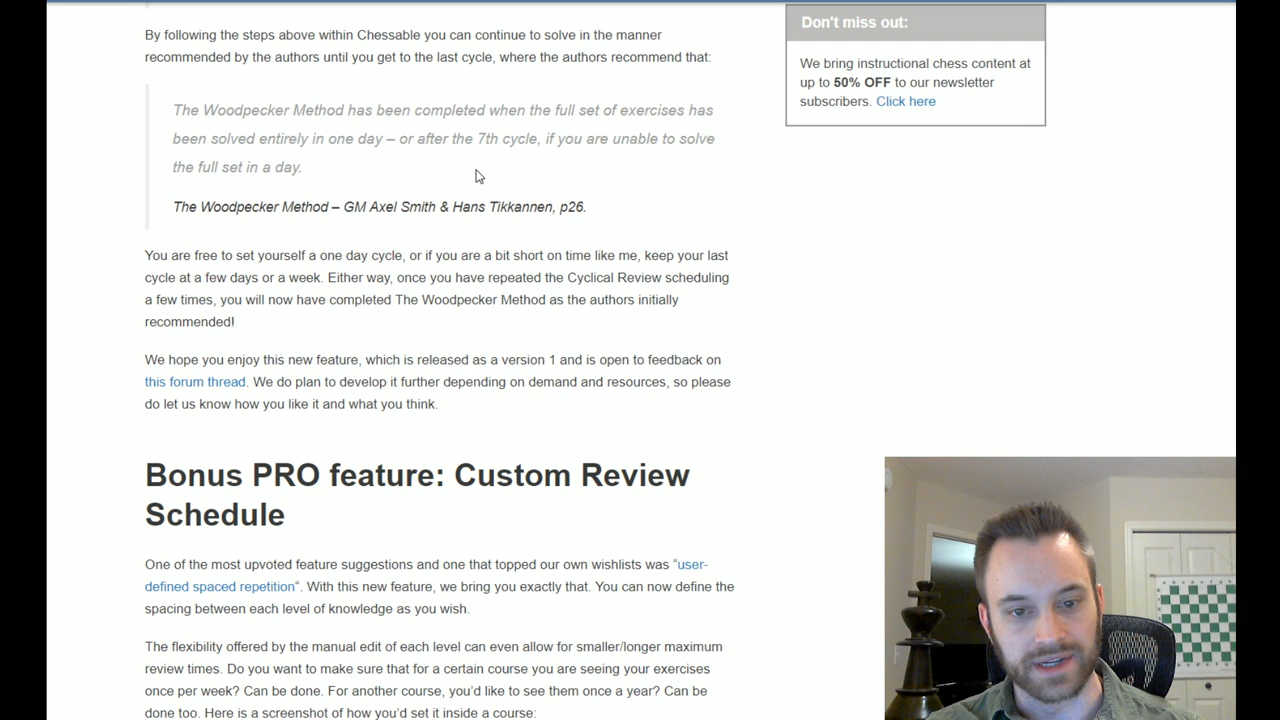 By following the steps above within Chessable you can continue to solve in the manner
recommended by the authors until you get to the last cycle, where the authors recommend that:
The Woodpecker Method has been completed when the full set of exercises has
been solved entirely in one day – or after the 7th cycle, if you are unable to solve
the full set in a day.
The Woodpecker Method – GM Axel Smith & Hans Tikkannen, p26.
You are free to set yourself a one day cycle, or if you are a bit short on time like me, keep your last
cycle at a few days or a week. Either way, once you have repeated the Cyclical Review scheduling
a few times, you will now have completed The Woodpecker Method as the authors initially
recommended!
We hope you enjoy this new feature, which is released as a version 1 and is open to feedback on
this forum thread. We do plan to develop it further depending on demand and resources, so please
do let us know how you like it and what you think.
Bonus PRO feature: Custom Review
Schedule
One of the most upvoted feature suggestions and one that topped our own wishlists was “user-
defined spaced repetition“. With this new feature, we bring you exactly that. You can now define the
spacing between each level of knowledge as you wish.
The flexibility offered by the manual edit of each level can even allow for smaller/longer maximum
review times. Do you want to make sure that for a certain course you are seeing your exercises
once per week? Can be done. For another course, you’d like to see them once a year? Can be
done too. Here is a screenshot of how you’d set it inside a course:
Don't miss out:
We bring instructional chess content at
up to 50% OFF to our newsletter
subscribers. Click here